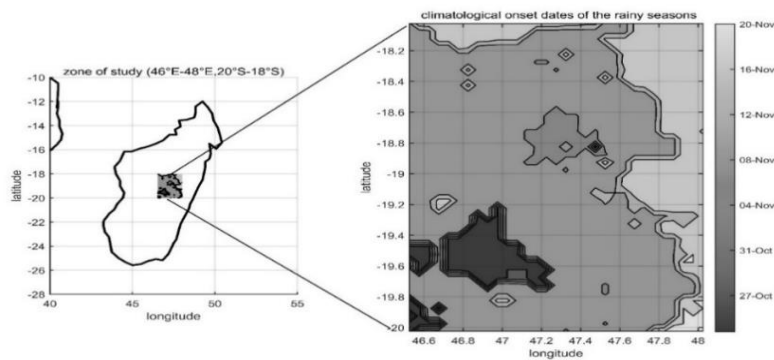 climatological onset dates of the rainy seasons
zone of study (46°E-48°E,20°S-18°S)
-10
-12
-14
-16
-18
-20
-22
-24
-26
-28
latitude
40
45
50
55
longitude
-18.2
-18.4
-18.6
-18.8
-19
-19.2
-19.4
-19.6
-19.8
-20
latitude
46.6
46.8
47
47.2
47.4
47.6
47.8
48
longitude
20-Nov
16-Nov
12-Nov
08-Nov
04-Nov
31-Oct
27-Oct